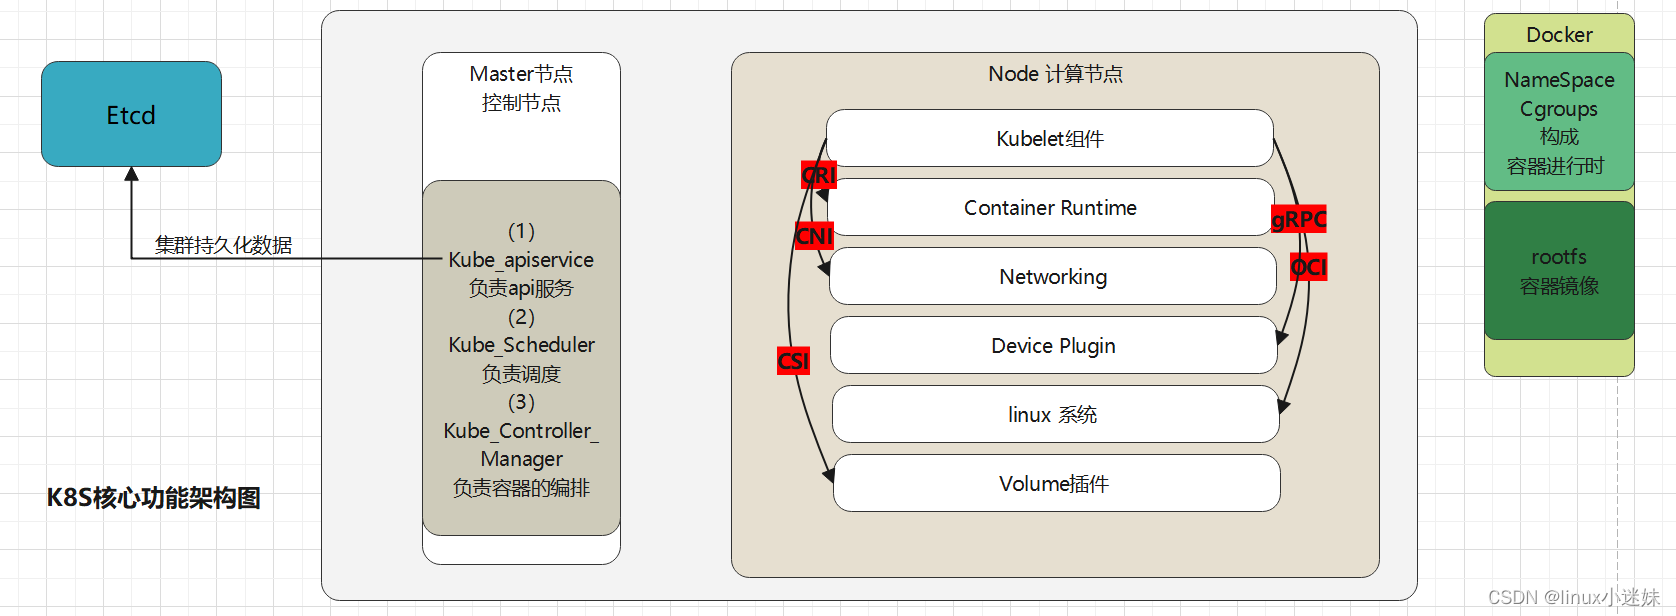 Etcd
集群持久化数据
K8S核心功能架构图
Master节点
控制节点
(1)
Kube_apiservice
负责api服务
(2)
Kube_Scheduler
负责调度
(3)
Kube_Controller_
Manager
负责容器的编排
Node 计算节点
Kubelet组件
CRI
Container Runtime
gRPC
CNI
OCI
Networking
Device Plugin
CSI
linux 系统
Volume插件
Docker
NameSpace
Cgroups
构成
容器进行时
rootfs
容器镜像
CSDN @linux小迷妹